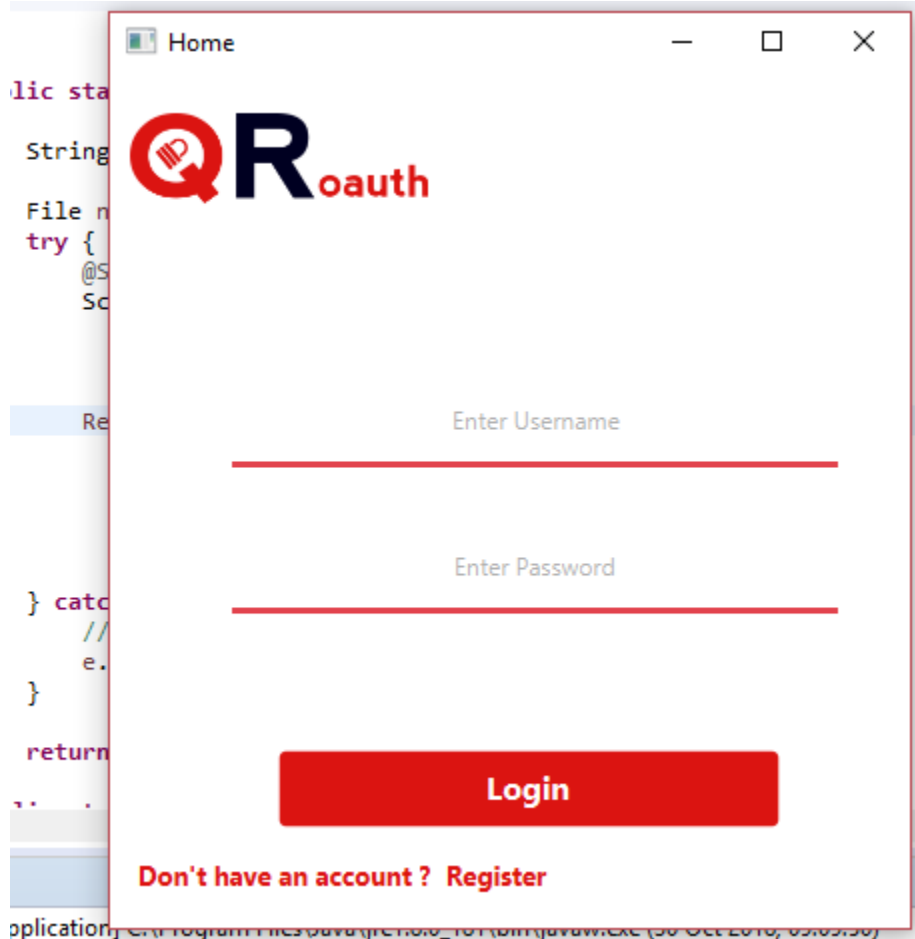 Home
lic sta
QRoauth
String
File n
try {
@S
Sc
Enter Username
Re
Enter Password
} catc
//
e.
}
return
Login
Don't have an account ? Register